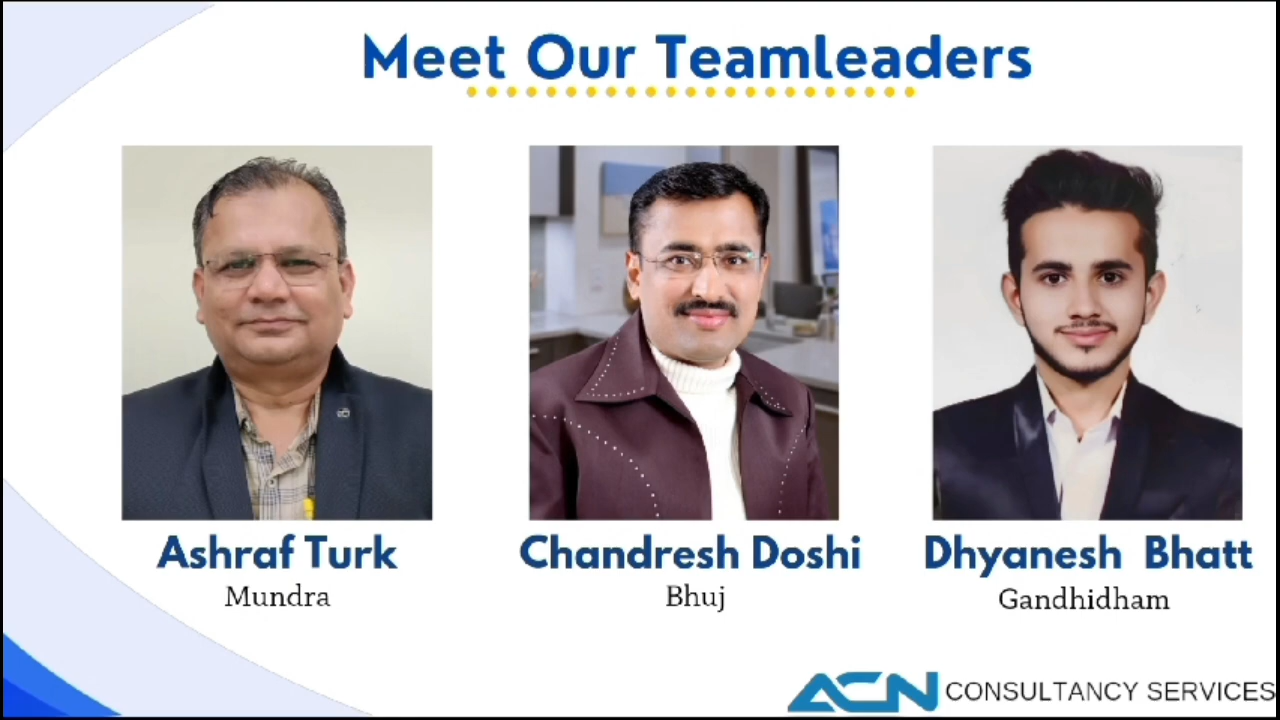 Meet Our Teamleaders
Ashraf Turk
Mundra
Chandresh Doshi
Bhuj
Dhyanesh Bhatt
Gandhidham
ACN CONSULTANCY SERVICES